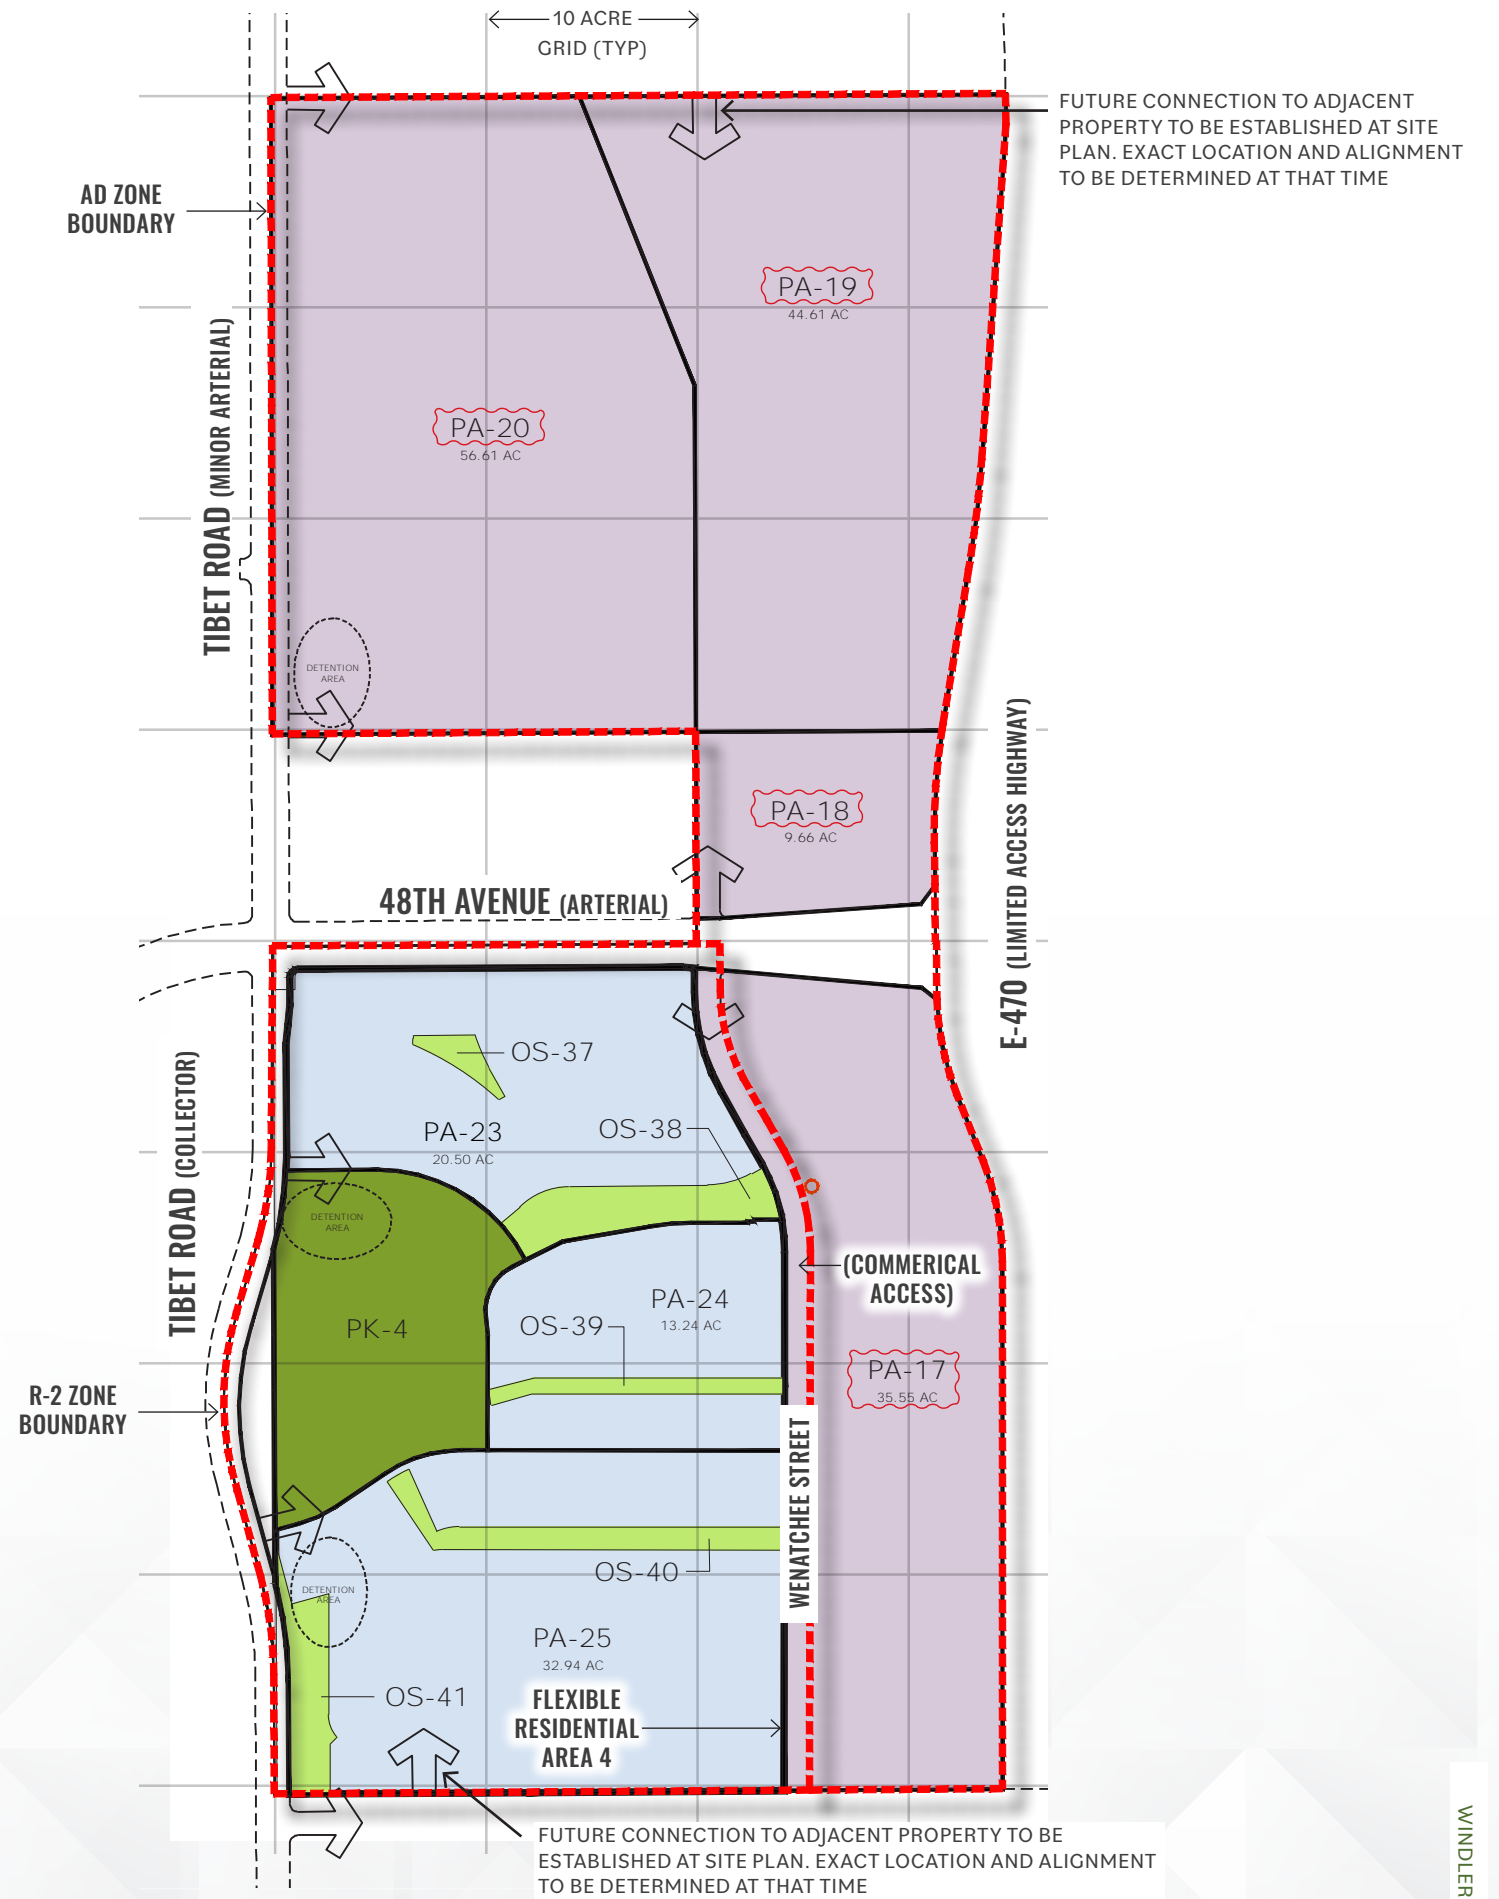 10 ACRE
GRID (TYP)
FUTURE CONNECTION TO ADJACENT
PROPERTY TO BE ESTABLISHED AT SITE
PLAN. EXACT LOCATION AND ALIGNMENT
TO BE DETERMINED AT THAT TIME
AD ZONE
BOUNDARY
PA-19
44.61 AC
TIBET ROAD (MINOR ARTERIAL)
PA-20
56.61 AC
DETENTION
AREA
E-470 (LIMITED ACCESS HIGHWAY)
PA-18
9.66 AC
48TH AVENUE (ARTERIAL)
OS-37
TIBET ROAD (COLLECTOR)
PA-23
20.50 AC
OS-38
DETENTION
AREA
(COMMERICAL
ACCESS)
PA-24
13.24 AC
PK-4
OS-39
PA-17
35.55 AC
R-2 ZONE
BOUNDARY
WENATCHEE STREET
OS-40
DETENTION
AREA
PA-25
32.94 AC
OS-41
FLEXIBLE
RESIDENTIAL
AREA 4
FUTURE CONNECTION TO ADJACENT PROPERTY TO BE
ESTABLISHED AT SITE PLAN. EXACT LOCATION AND ALIGNMENT
TO BE DETERMINED AT THAT TIME
WINDLER